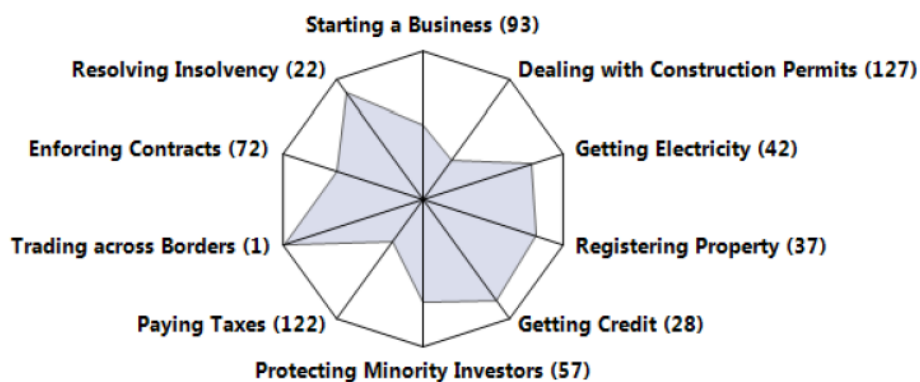 Starting a Business (93)
Resolving Insolvency (22)
Dealing with Construction Permits (127)
Enforcing Contracts (72)
Getting Electricity (42)
Trading across Borders (1)
Registering Property (37)
Paying Taxes (122)
Getting Credit (28)
Protecting Minority Investors (57)